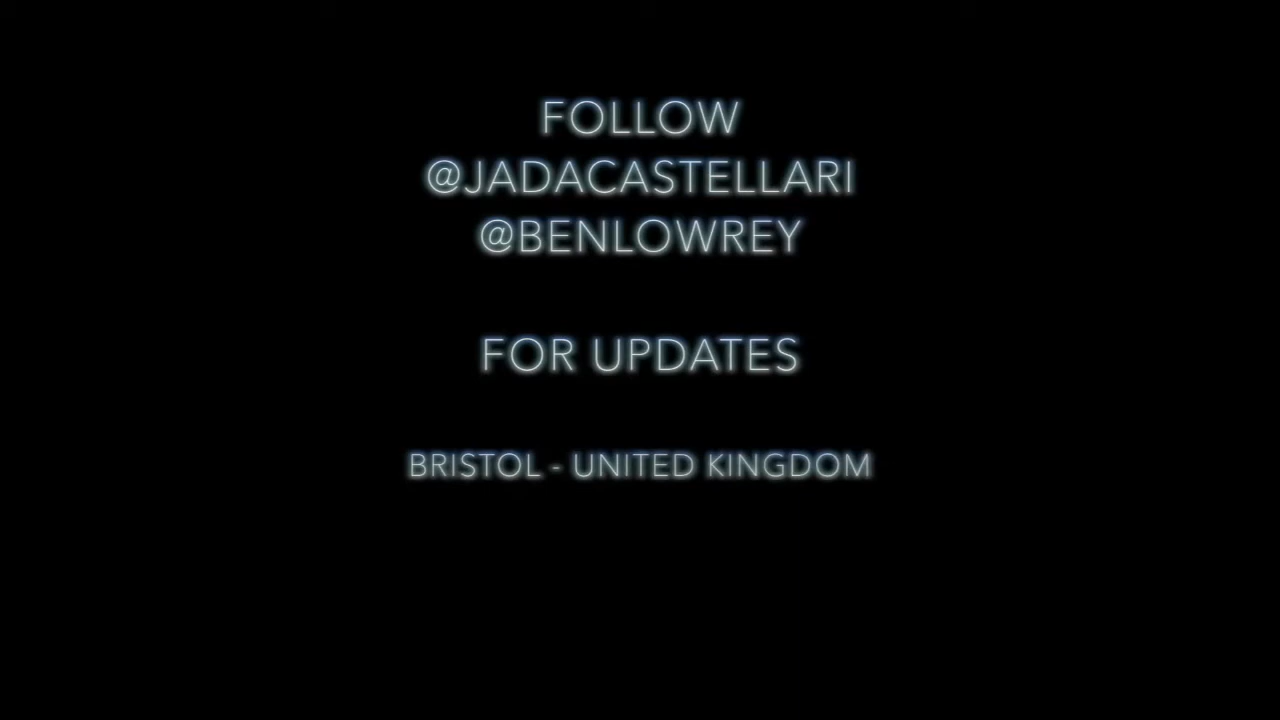 FOLLOW
@JADACASTELLARI
@BENLOWREY
FOR UPDATES
BRISTOL - UNITED KINGDOM